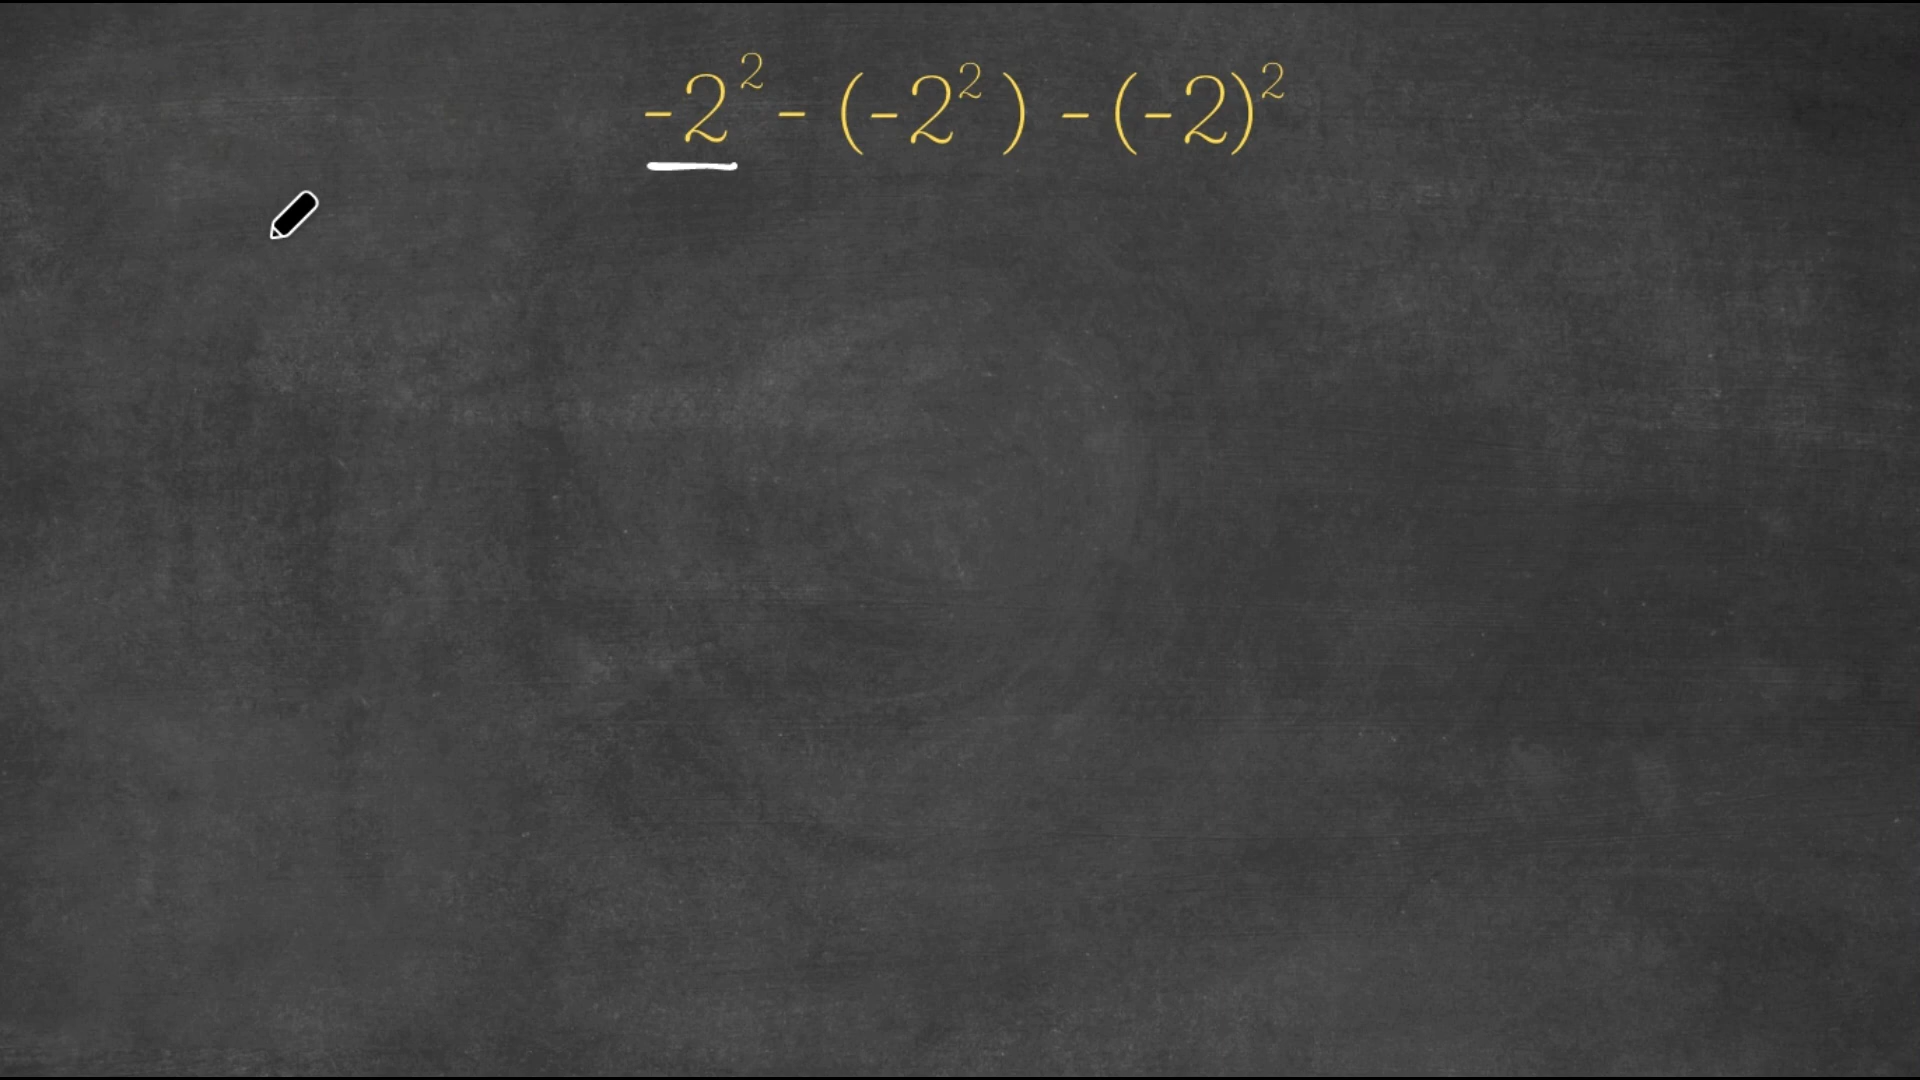 -2² - (-2²) - (-2)²